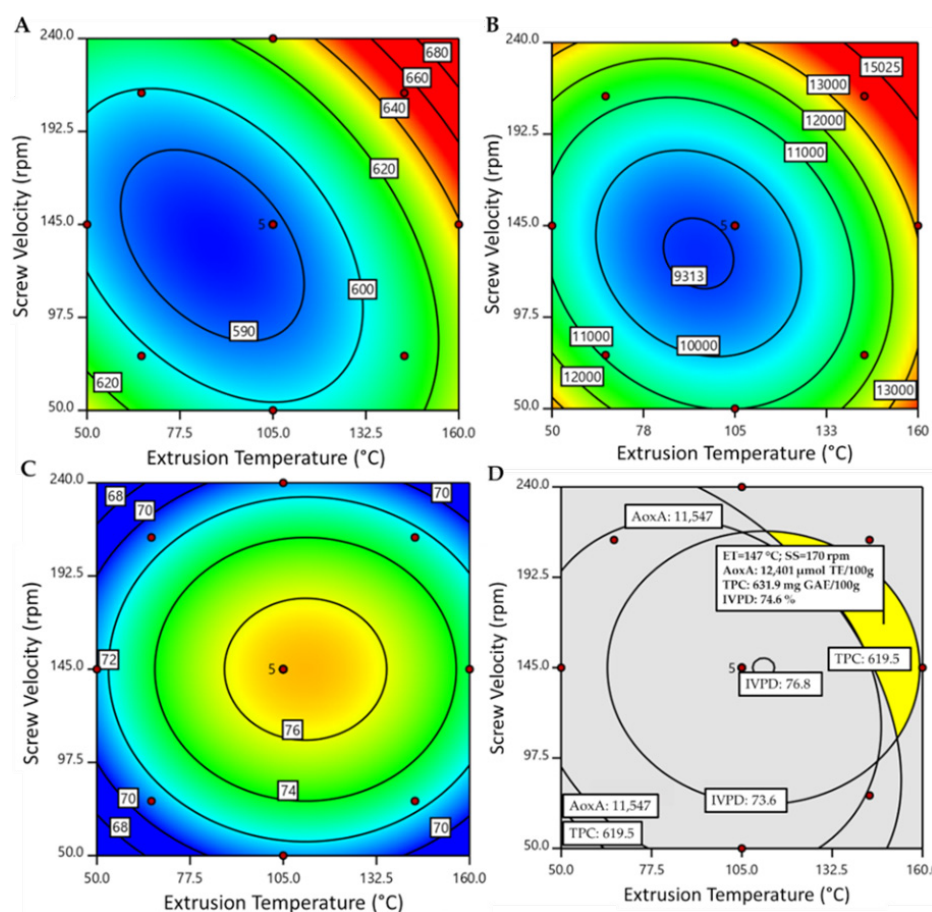 A
240.0
192.5
145.0
97.5
50.0
Screw Velocity (rpm)
680
660
640
620
5
600
590
620
50.0 77.5 105.0 132.5 160.0
Extrusion Temperature (°C)
B
240.0
192.5
145.0
97.5
50.0
Screw Velocity (rpm)
15025
13000
12000
11000
5
9313
11000
10000
12000
13000
50 78 105 133 160
Extrusion Temperature (°C)
C
240.0
192.5
145.0
97.5
50.0
Screw Velocity (rpm)
68
70
70
72
5
76
74
70
68
70
50.0 77.5 105.0 132.5 160.0
Extrusion Temperature (°C)
D
240.0
192.5
145.0
97.5
50.0
Screw Velocity (rpm)
AoxA: 11,547
ET=147 °C; SS=170 rpm
AoxA: 12,401 µmol TE/100g
TPC: 631.9 mg GAE/100g
IVPD: 74.6 %
TPC: 619.5
5
IVPD: 76.8
IVPD: 73.6
AoxA: 11,547
TPC: 619.5
50.0 77.5 105.0 132.5 160.0
Extrusion Temperature (°C)